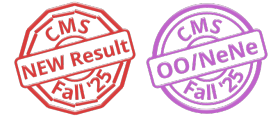 CMS
NEW Result
Fall '25
CMS
OO/NeNe
Fall '25